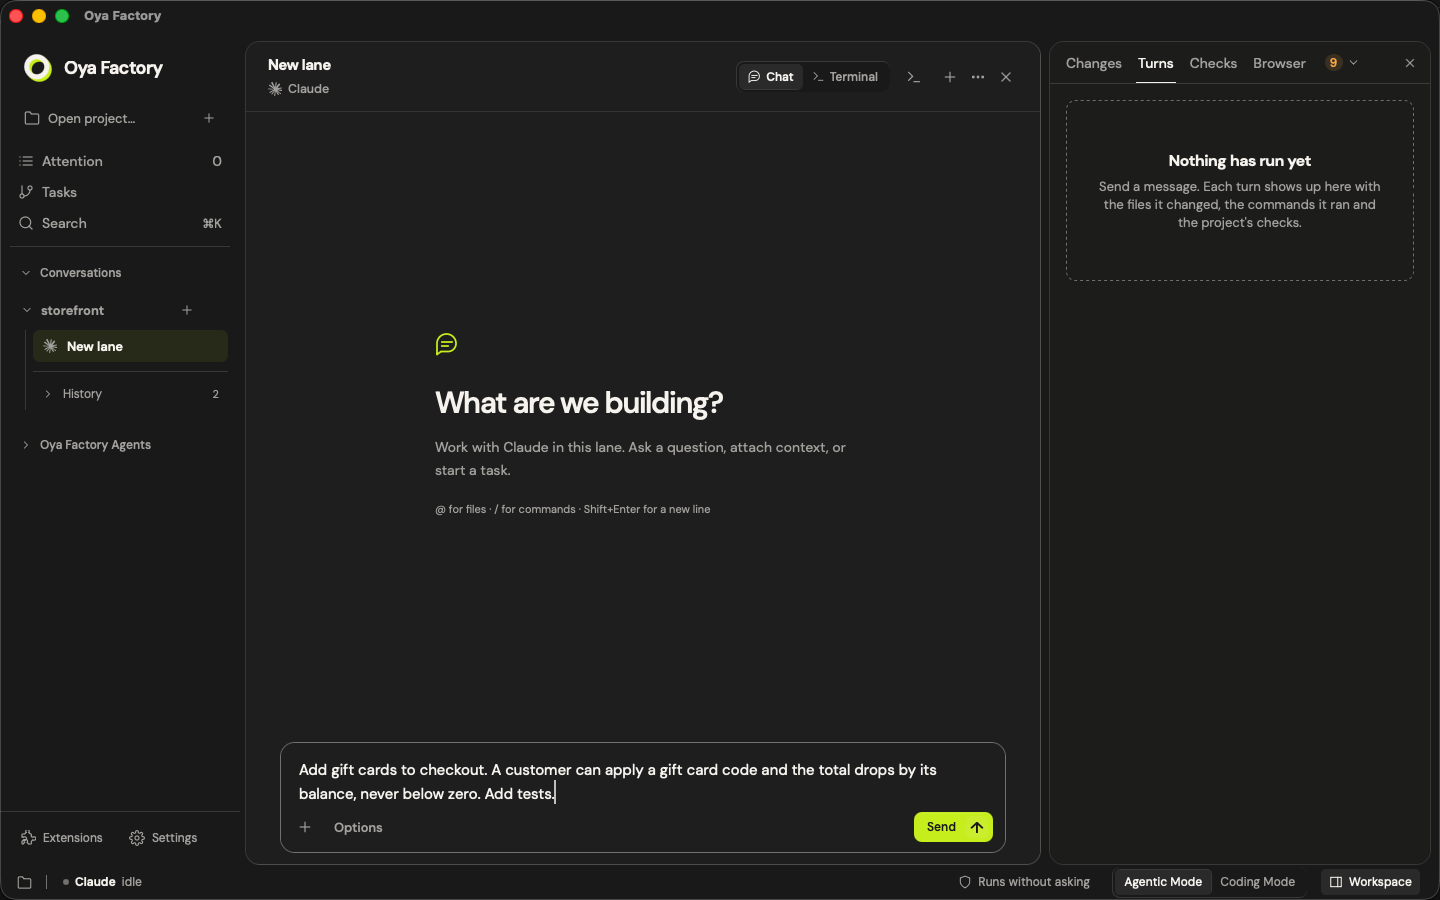 Oya Factory
Oya Factory
Open project...
Attention 0
Tasks
Search ⌘K
Conversations
storefront
New lane
History 2
Oya Factory Agents
Extensions Settings
New lane
Claude
Chat Terminal
What are we building?
Work with Claude in this lane. Ask a question, attach context, or
start a task.
@ for files · / for commands · Shift+Enter for a new line
Add gift cards to checkout. A customer can apply a gift card code and the total drops by its
balance, never below zero. Add tests.
Options
Send
Changes Turns Checks Browser 9
Nothing has run yet
Send a message. Each turn shows up here with
the files it changed, the commands it ran and
the project's checks.
Claude idle
Runs without asking
Agentic Mode Coding Mode
Workspace